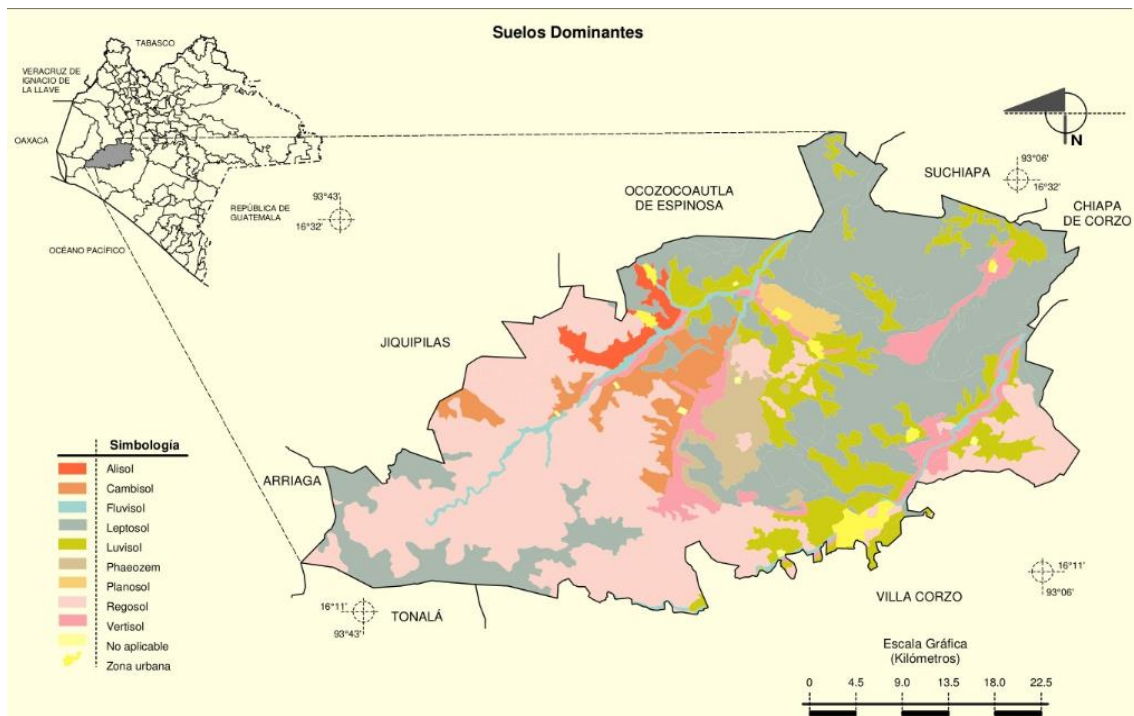 Suelos Dominantes
TABASCO
VERACRUZ DE
IGNACIO DE
LA LLAVE
OAXACA
REPÚBLICA DE
GUATEMALA
OCÉANO PACÍFICO
93°43'
16°32'
N
93°06'
16°32'
OCOZOCOAUTLA
DE ESPINOSA
SUCHIAPA
CHIAPA
DE CORZO
JIQUIPILAS
ARRIAGA
TONALÁ
VILLA CORZO
16°11'
93°43'
16°11'
93°06'
Simbología
Alisol
Cambisol
Fluvisol
Leptosol
Luvisol
Phaeozem
Planosol
Regosol
Vertisol
No aplicable
Zona urbana
Escala Gráfica
(Kilómetros)
0 4.5 9.0 13.5 18.0 22.5